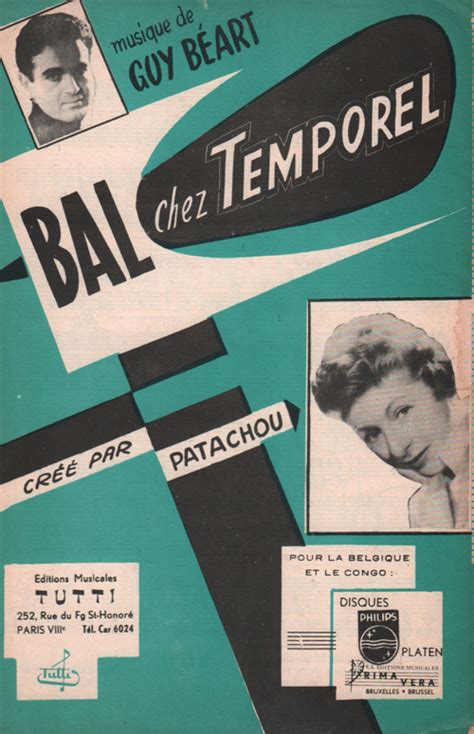 musique de
GUY BÉART
BAL chez TEMPOREL
CRÉÉ PAR PATACHOU
Editions Musicales
TUTTI
252, Rue du Fg St-Honoré
PARIS VIIIe Tél. Car 6024
Tutti
POUR LA BELGIQUE
ET LE CONGO :
DISQUES
PHILIPS
PLATEN
S.A. EDITIONS MUSICALES
PRIMA
VERA
BRUXELLES • BRUSSEL